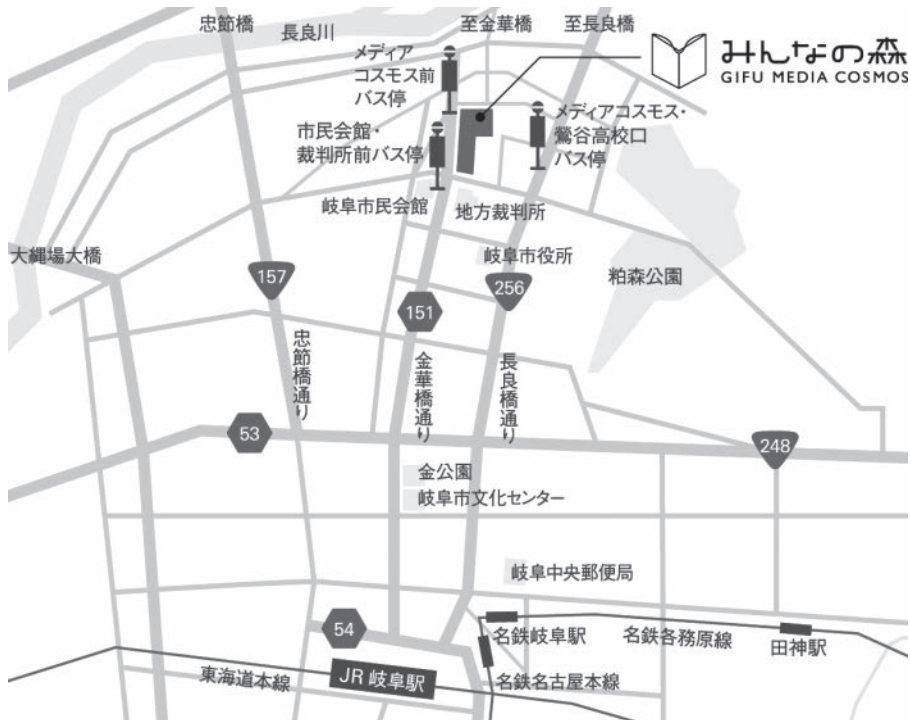 忠節橋
長良川
至金華橋
至長良橋
みんなの森
GIFU MEDIA COSMOS
メディア
コスモス前
バス停
市民会館・
裁判所前バス停
メディアコスモス・
鶯谷高校口
バス停
岐阜市民会館
地方裁判所
大縄場大橋
岐阜市役所
粕森公園
157
151
256
忠節橋通り
金華橋通り
長良橋通り
53
248
金公園
岐阜市文化センター
岐阜中央郵便局
54
名鉄岐阜駅
名鉄各務原線
田神駅
東海道本線
JR 岐阜駅
名鉄名古屋本線